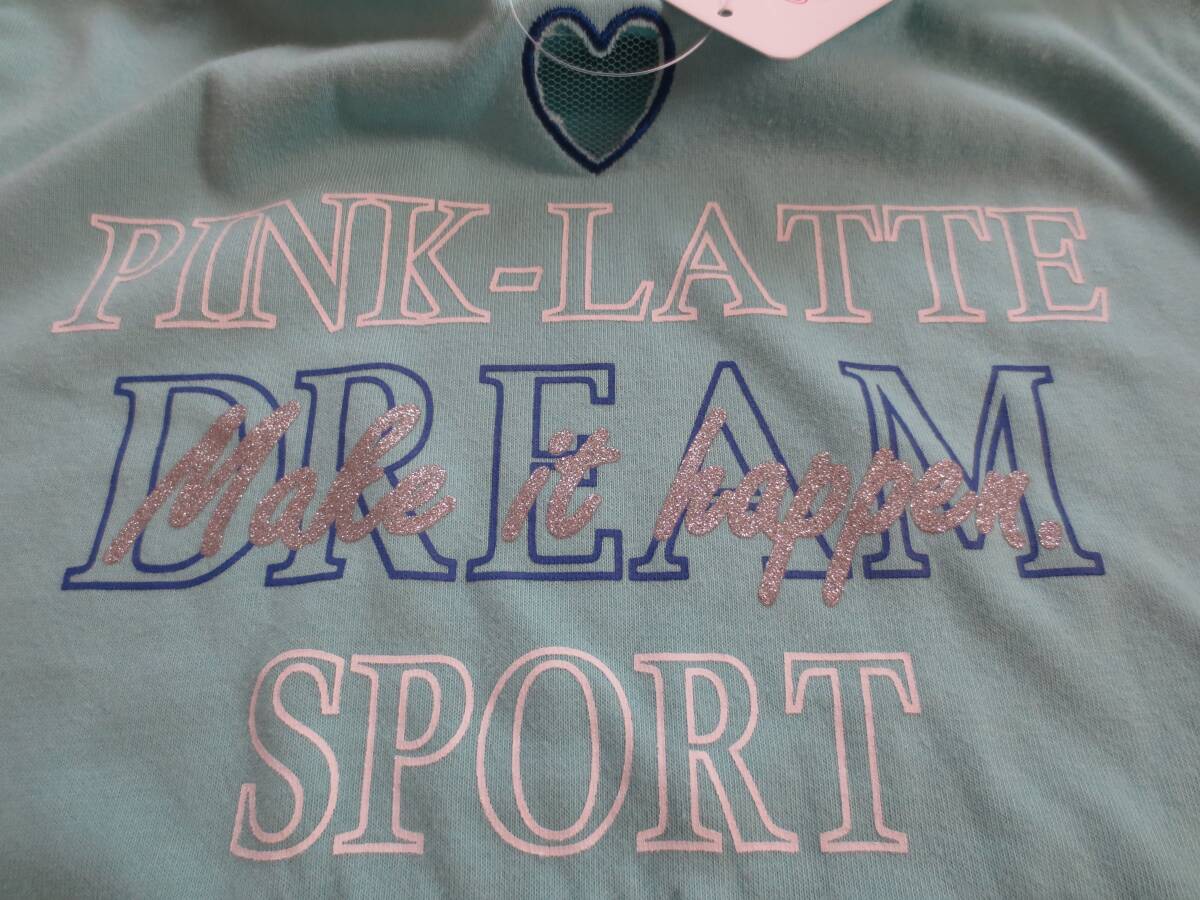 PINK-LATTE
DREAM
Make it happen.
SPORT